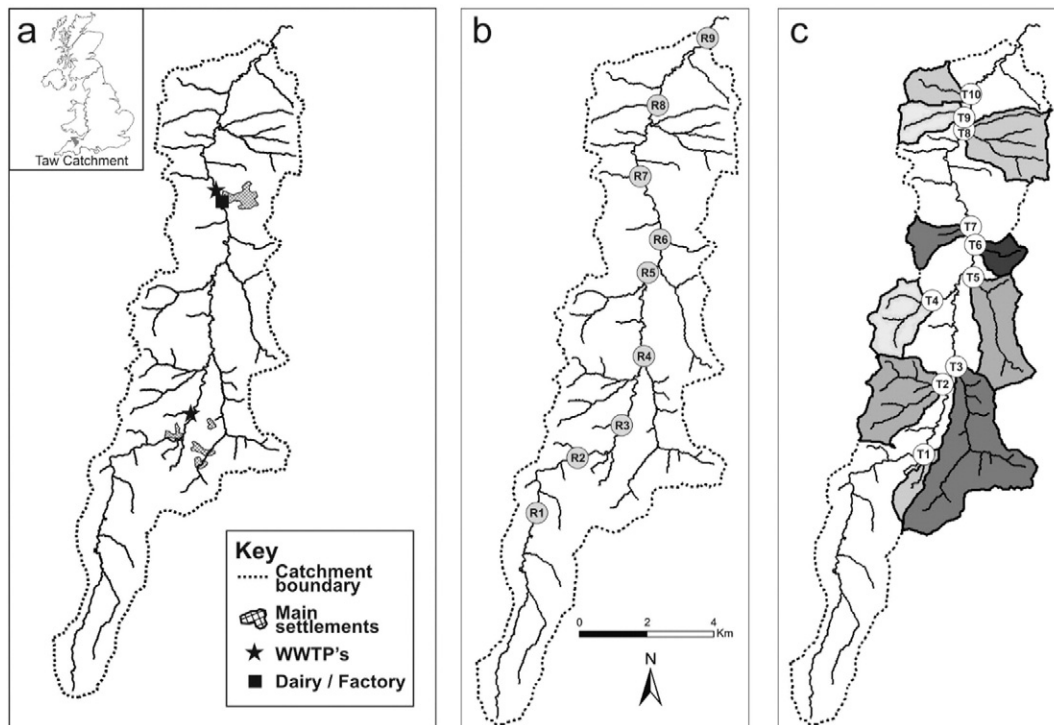 a
Taw Catchment
Key
Catchment
boundary
Main
settlements
WWTP's
Dairy / Factory
b
R9
R8
R7
R6
R5
R4
R3
R2
R1
0 2 4
Km
N
c
T10
T9
T8
T7
T6
T5
T4
T3
T2
T1